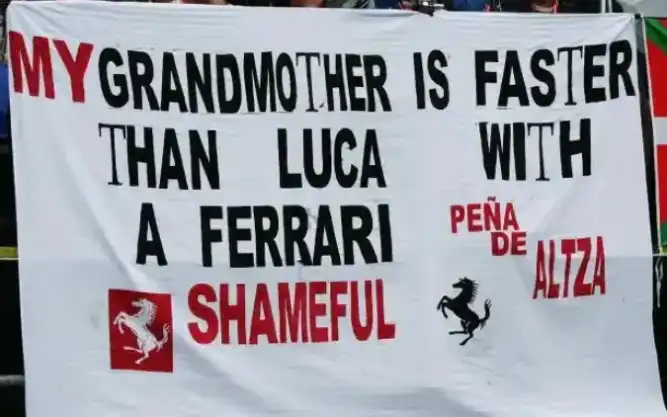 MY GRANDMOTHER IS FASTER
THAN LUCA WITH
A FERRARI
PEÑA
DE
ALTZA
SHAMEFUL